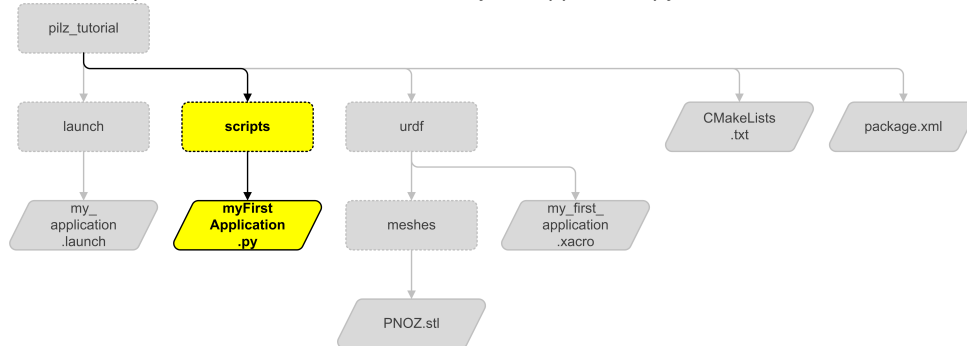 pilz_tutorial
launch
scripts
urdf
CMakeLists
.txt
package.xml
my_
application
.launch
myFirst
Application
.py
meshes
my_first_
application
.xacro
PNOZ.stl